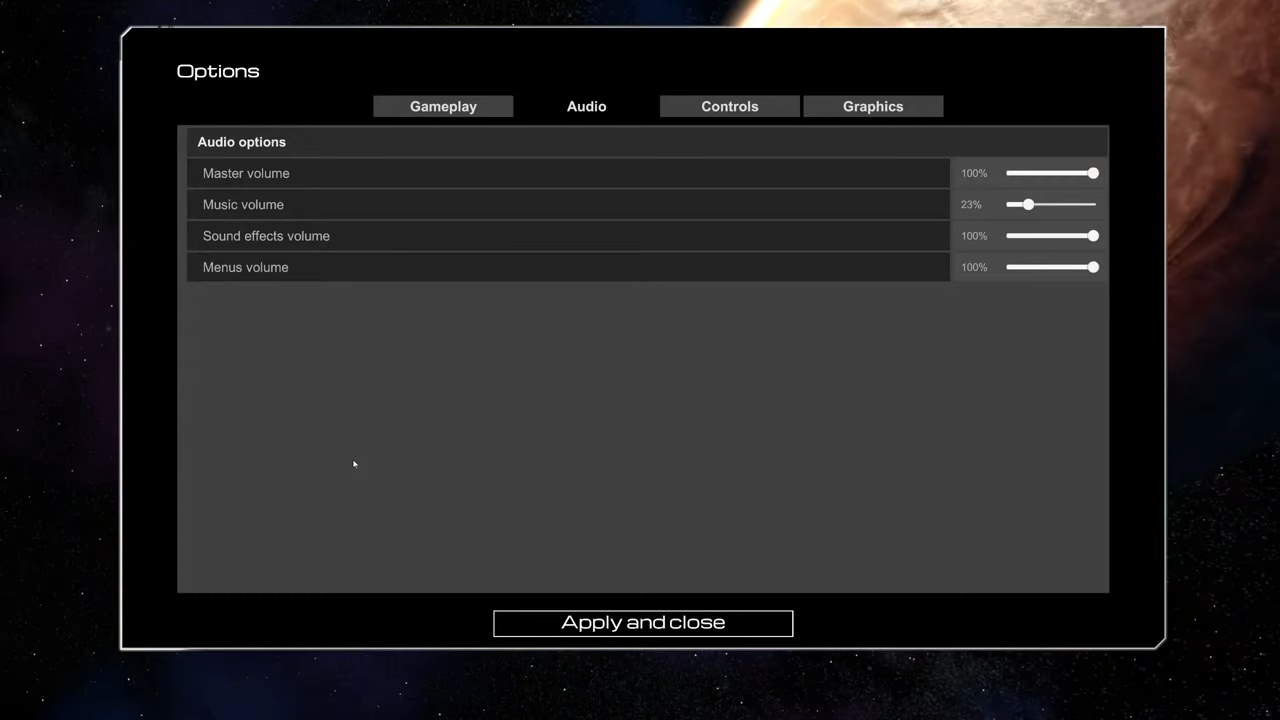 Options
Gameplay Audio Controls Graphics
Audio options
Master volume 100%
Music volume 23%
Sound effects volume 100%
Menus volume 100%
Apply and close